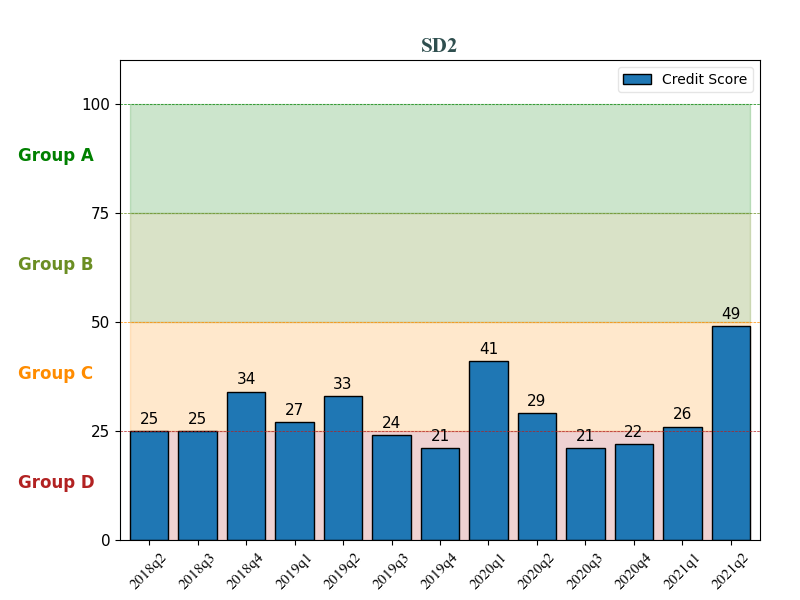 SD2
Credit Score
100
Group A
75
Group B
50
49
41
Group C
34
33
29
27
26
25
25
24
22
21
21
25
Group D
0
2018q2
2018q3
2018q4
2019q1
2019q2
2019q3
2019q4
2020q1
2020q2
2020q3
2020q4
2021q1
2021q2